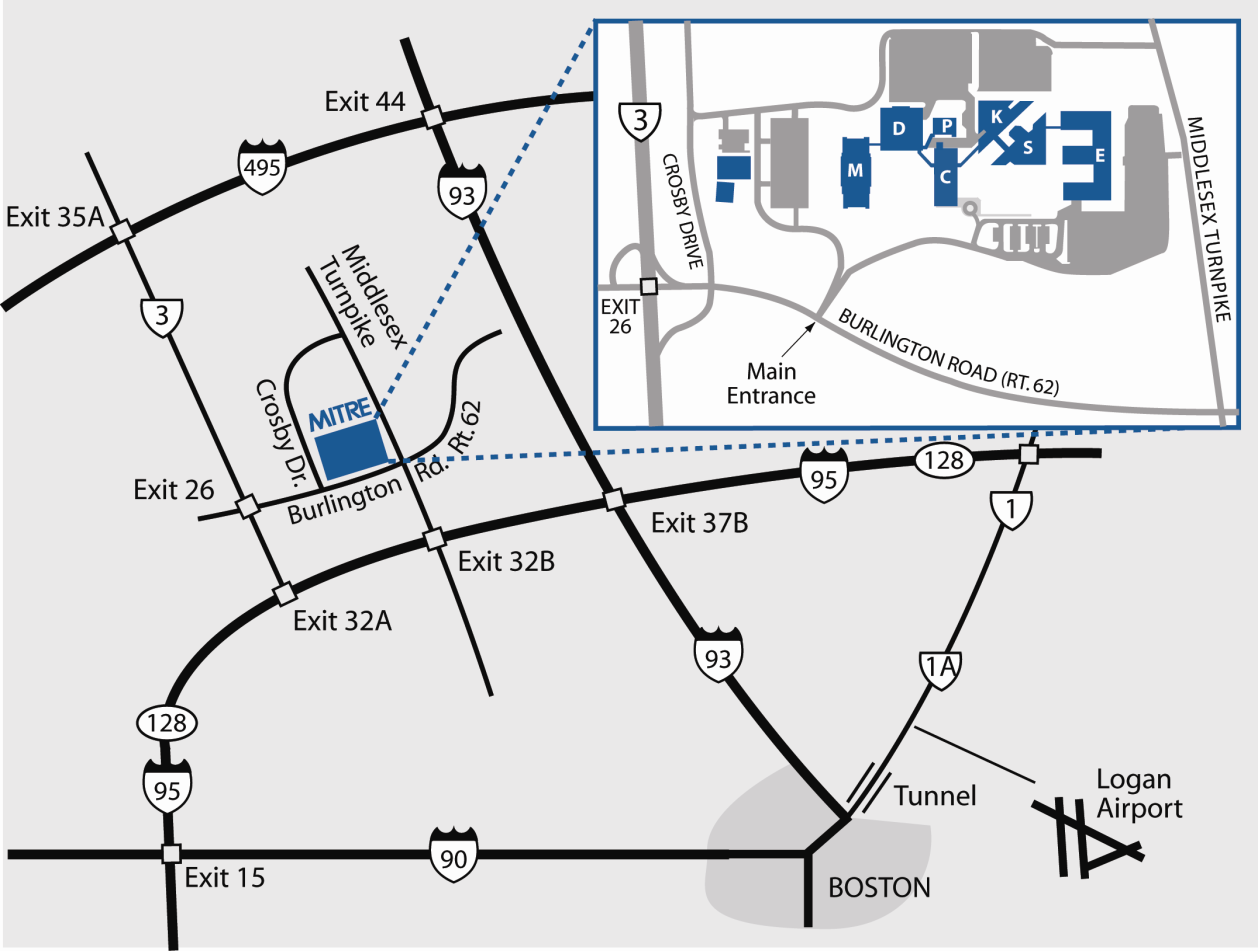 Exit 44
495
93
Exit 35A
3
Middlesex
Turnpike
Crosby Dr.
MITRE
Burlington Rd. Rt. 62
Exit 26
Exit 32A
Exit 32B
Exit 37B
95
128
1
1A
93
128
95
Exit 15
90
Tunnel
BOSTON
Logan
Airport
3
CROSBY DRIVE
D
P
K
S
E
M
C
MIDDLESEX TURNPIKE
EXIT
26
BURLINGTON ROAD (RT. 62)
Main
Entrance